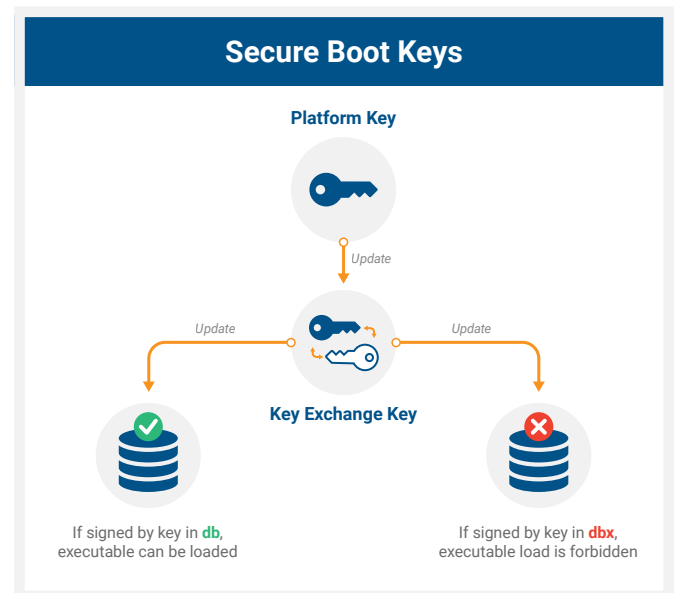 Secure Boot Keys
Platform Key
Update
Update
Update
Key Exchange Key
If signed by key in db,
executable can be loaded
If signed by key in dbx,
executable load is forbidden